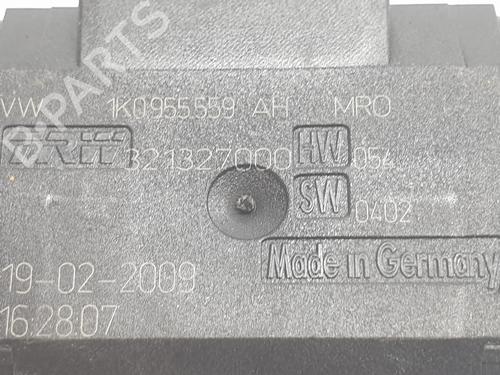 VW 1K0955559 AH MRO
TRW 321327000 HW 054
SW 0402
Made in Germany
19-02-2009
16:28:07
B-PARTS